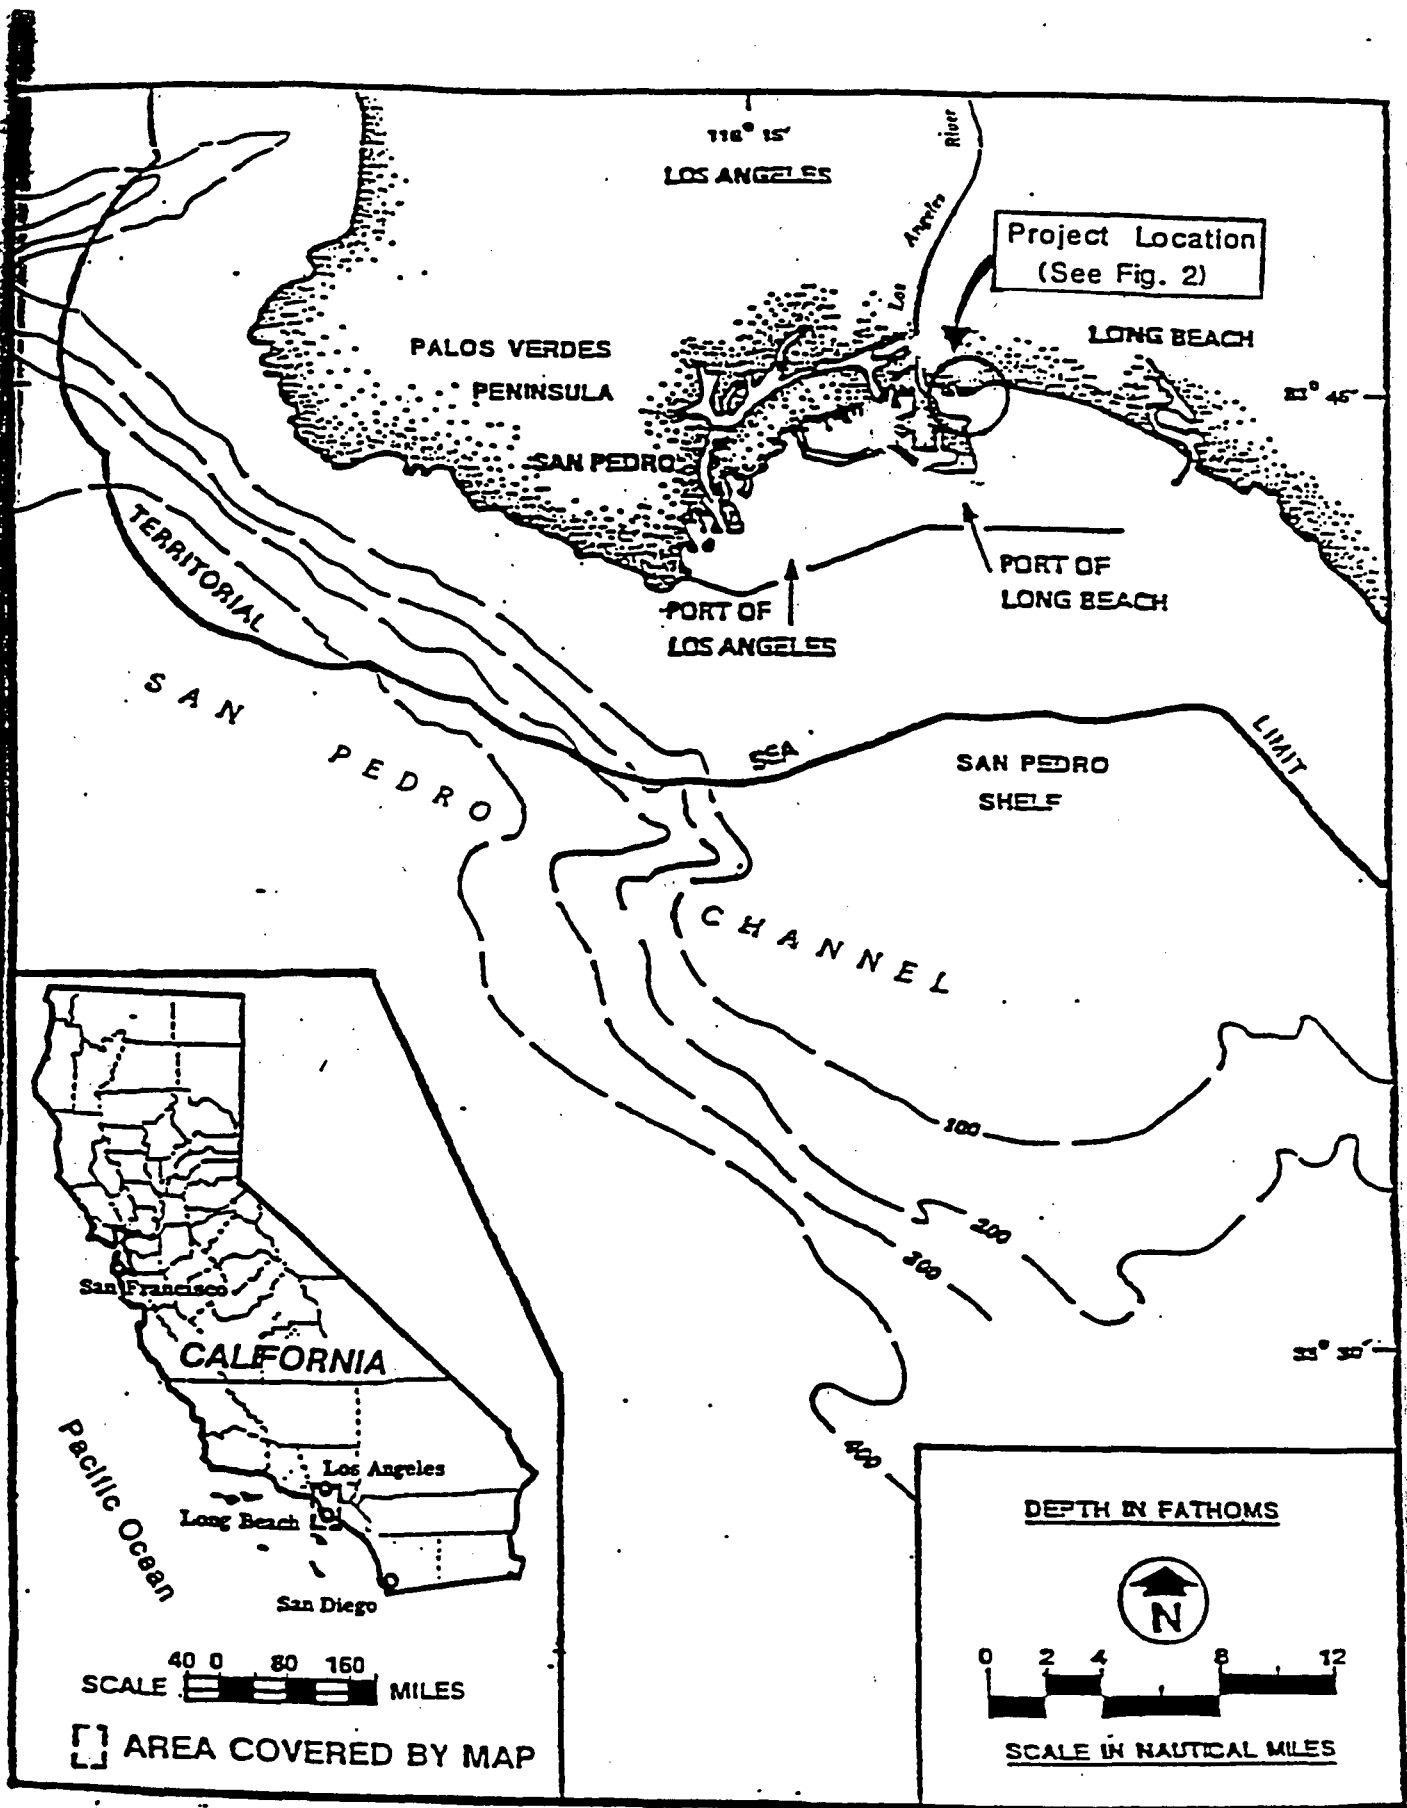 118° 15'
LOS ANGELES
Los Angeles River
Project Location
(See Fig. 2)
LONG BEACH
PALOS VERDES
PENINSULA
33° 45'
SAN PEDRO
PORT OF
LONG BEACH
PORT OF
LOS ANGELES
TERRITORIAL
SEA
LIMIT
SAN PEDRO
SHELF
SAN PEDRO
CHANNEL
100
200
300
400
33° 30'
San Francisco
CALIFORNIA
Pacific Ocean
Los Angeles
Long Beach
San Diego
40 0 80 160
SCALE MILES
AREA COVERED BY MAP
DEPTH IN FATHOMS
N
0 2 4 8 12
SCALE IN NAUTICAL MILES